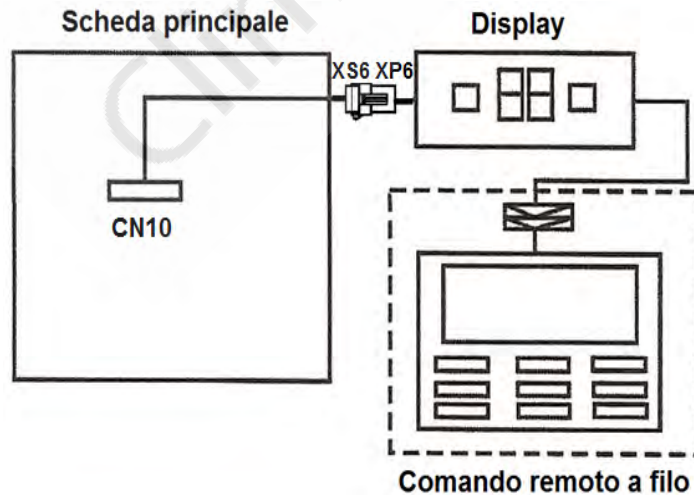 Scheda principale
Display
XS6 XP6
CN10
Comando remoto a filo